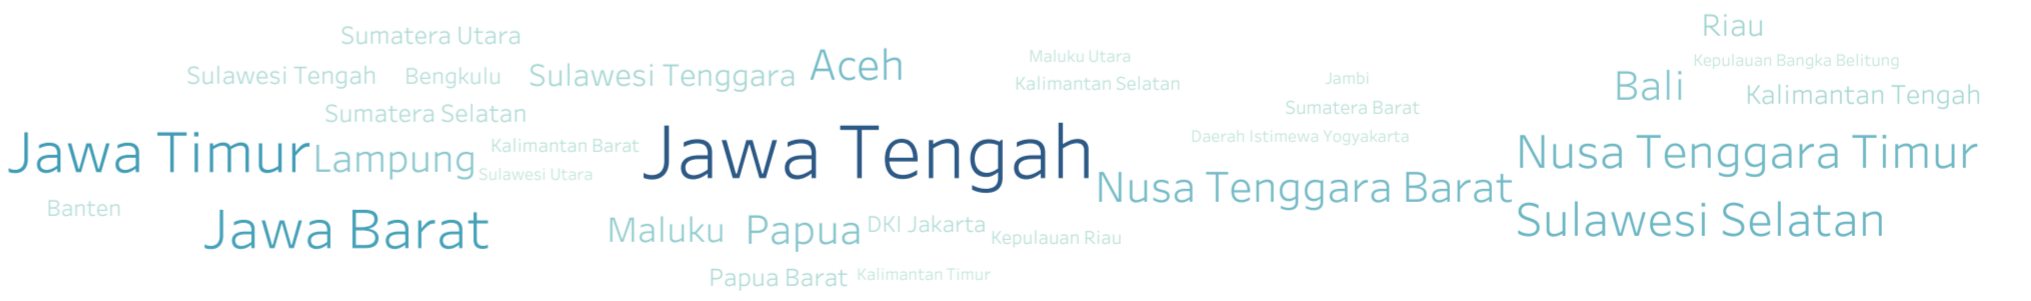 Riau
Sumatera Utara
Maluku Utara
Kepulauan Bangka Belitung
Aceh
Sulawesi Tengah
Bengkulu
Sulawesi Tenggara
Kalimantan Selatan
Jambi
Bali
Kalimantan Tengah
Sumatera Selatan
Sumatera Barat
Daerah Istimewa Yogyakarta
Kalimantan Barat
Jawa Timur
Lampung
Jawa Tengah
Nusa Tenggara Timur
Sulawesi Utara
Nusa Tenggara Barat
Banten
Jawa Barat
Maluku
Papua
DKI Jakarta
Kepulauan Riau
Sulawesi Selatan
Papua Barat
Kalimantan Timur